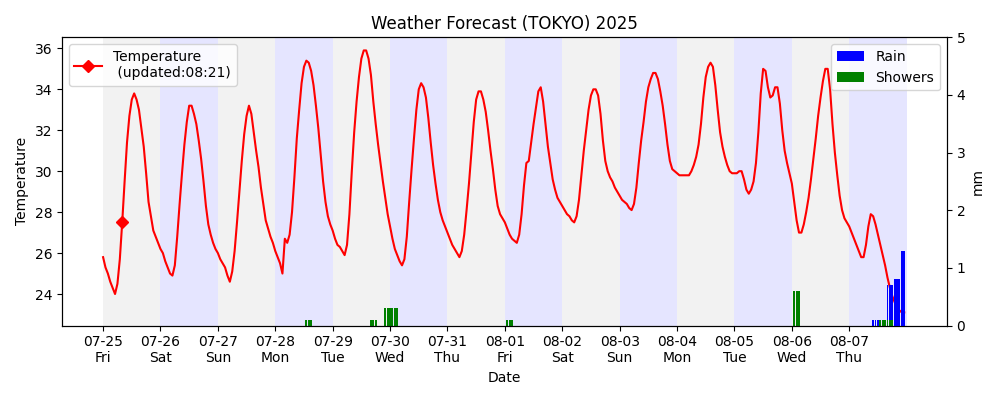 Weather Forecast (TOKYO) 2025
Temperature
(updated:08:21)
Rain
Showers
Temperature
36
34
32
30
28
26
24
5
4
3
2
1
0
mm
07-25 07-26 07-27 07-28 07-29 07-30 07-31 08-01 08-02 08-03 08-04 08-05 08-06 08-07
Fri Sat Sun Mon Tue Wed Thu Fri Sat Sun Mon Tue Wed Thu
Date